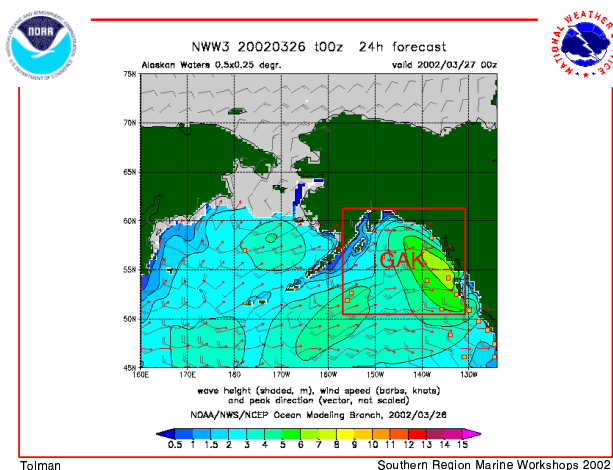 NATIONAL OCEANIC AND ATMOSPHERIC ADMINISTRATION
NOAA
U.S. DEPARTMENT OF COMMERCE
NATIONAL WEATHER SERVICE
NWW3 20020326 t00z 24h forecast
Alaskan Waters 0.5x0.25 degr. valid 2002/03/27 00z
75N
70N
65N
60N
55N
50N
45N
GAK
160E 170E 180 170W 160W 150W 140W 130W
wave height (shaded, m), wind speed (barbs, knots)
and peak direction (vector, not scaled)
NOAA/NWS/NCEP Ocean Modeling Branch, 2002/03/26
0.5 1 1.5 2 3 4 5 6 7 8 9 10 11 12 13 14 15
Tolman Southern Region Marine Workshops 2002